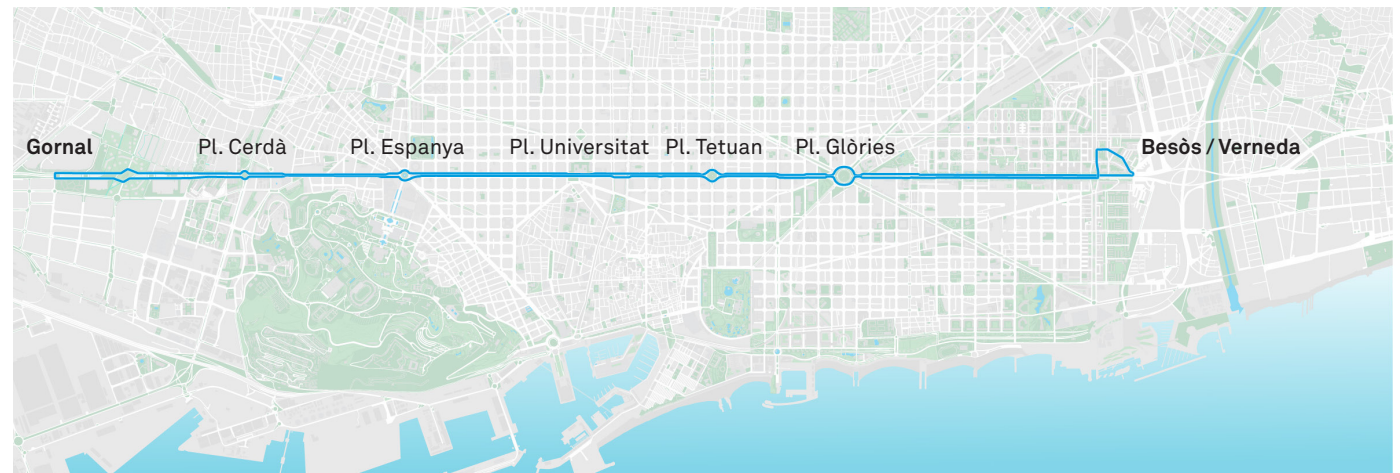 Gornal
Pl. Cerdà
Pl. Espanya
Pl. Universitat
Pl. Tetuan
Pl. Glòries
Besòs / Verneda